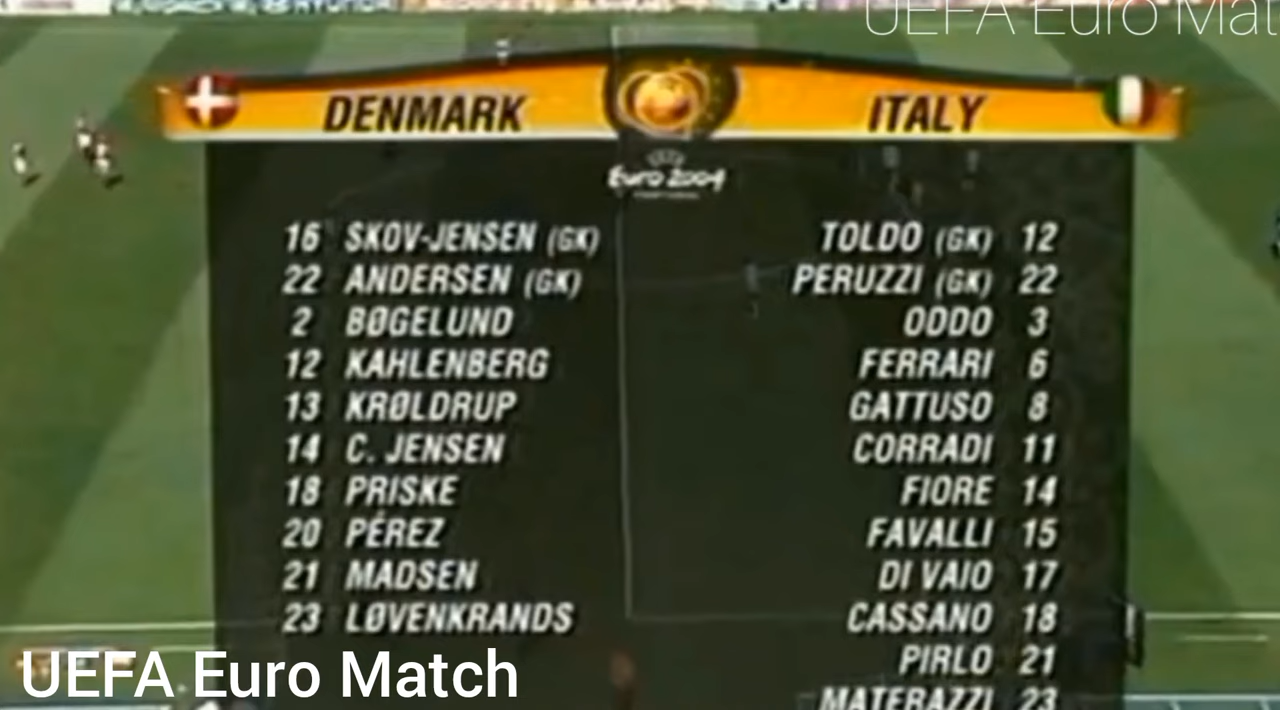 UEFA Euro Mat
DENMARK ITALY
UEFA
Euro 2004
16 SKOV-JENSEN (GK) TOLDO (GK) 12
22 ANDERSEN (GK) PERUZZI (GK) 22
2 BØGELUND ODDO 3
12 KAHLENBERG FERRARI 6
13 KRØLDRUP GATTUSO 8
14 C. JENSEN CORRADI 11
18 PRISKE FIORE 14
20 PÉREZ FAVALLI 15
21 MADSEN DI VAIO 17
23 LØVENKRANDS CASSANO 18
PIRLO 21
MATERAZZI 23
UEFA Euro Match